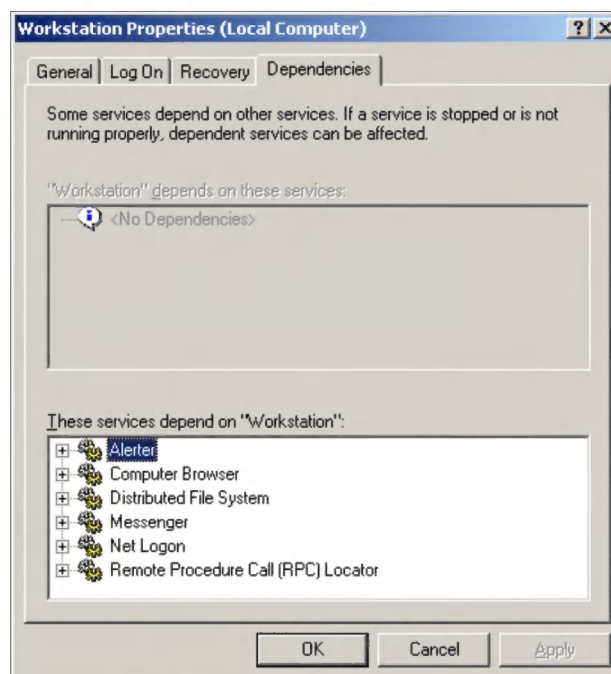 Workstation Properties (Local Computer)
General Log On Recovery Dependencies
Some services depend on other services. If a service is stopped or is not
running properly, dependent services can be affected.
"Workstation" depends on these services:
<No Dependencies>
These services depend on "Workstation":
Alerter
Computer Browser
Distributed File System
Messenger
Net Logon
Remote Procedure Call (RPC) Locator
OK Cancel Apply